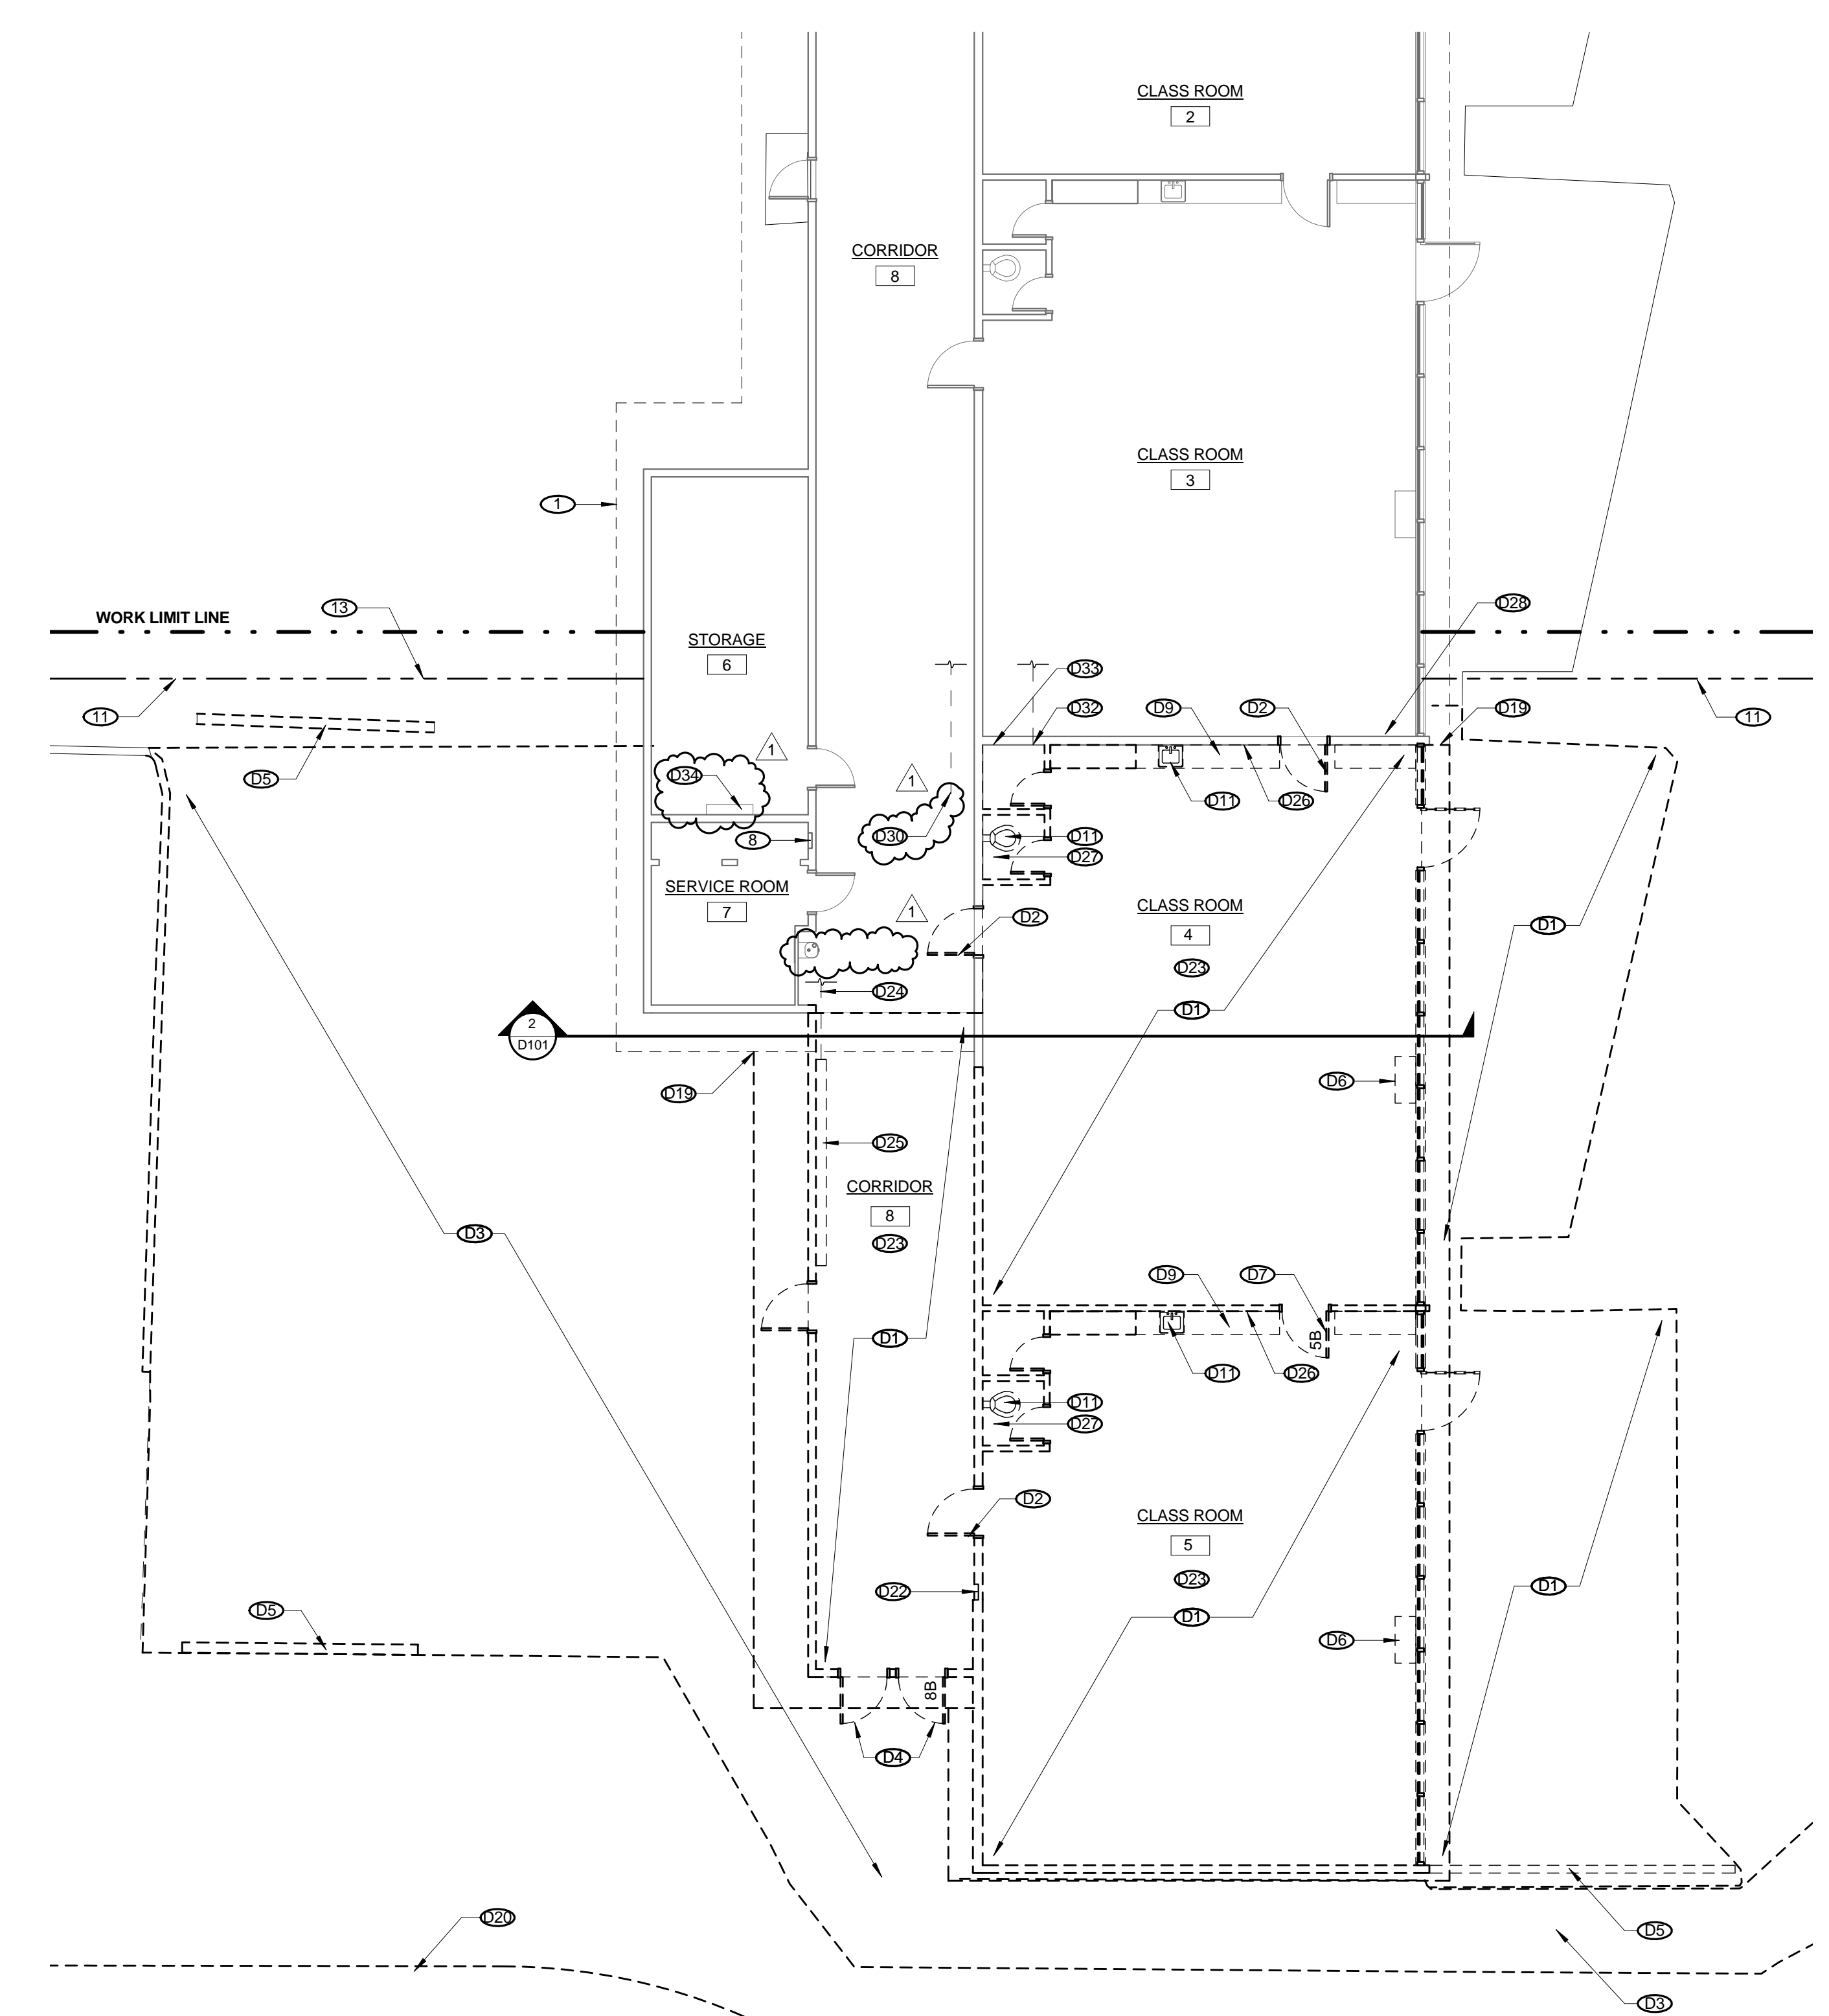 CLASS ROOM
2
CORRIDOR
8
CLASS ROOM
3
1
WORK LIMIT LINE
13
D28
STORAGE
6
D33
11
D32
D9
D2
D19
11
D5
1
D34
1
D11
D26
8
D30
D11
D27
SERVICE ROOM
7
1
D2
CLASS ROOM
4
D23
D1
D24
D1
2
D101
D6
D19
D25
CORRIDOR
8
D23
D3
D9
D7
D1
5B
D11
D26
D11
D27
D2
CLASS ROOM
5
D23
D22
D1
D1
D5
D6
8B
D4
D20
D5
D3